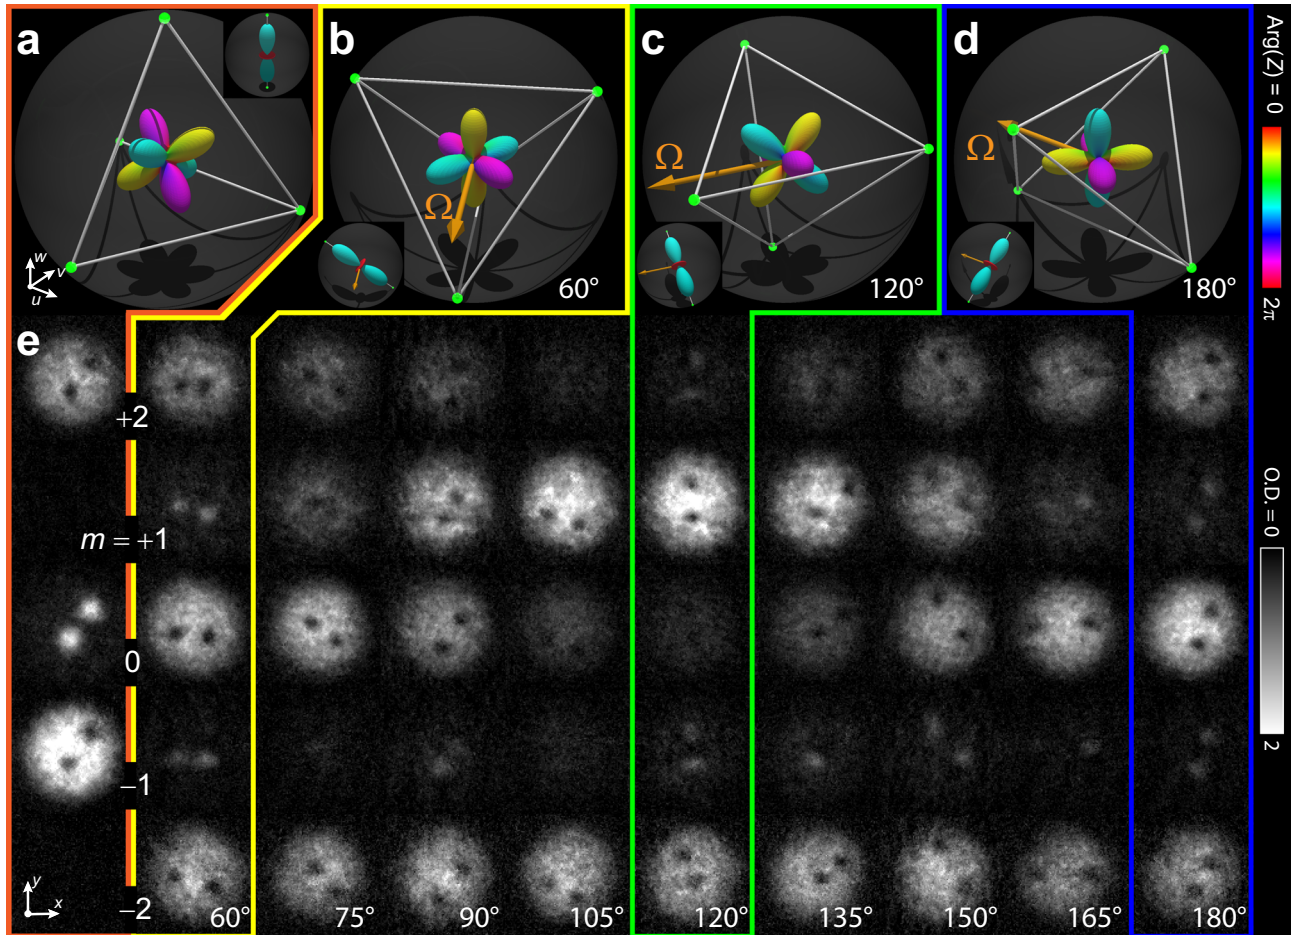 a
b
c
d
Arg(Z) = 0
2π
Ω
Ω
Ω
w
v
u
60°
120°
180°
e
+2
m = +1
0
−1
−2
O.D. = 0
2
y
x
60°
75°
90°
105°
120°
135°
150°
165°
180°